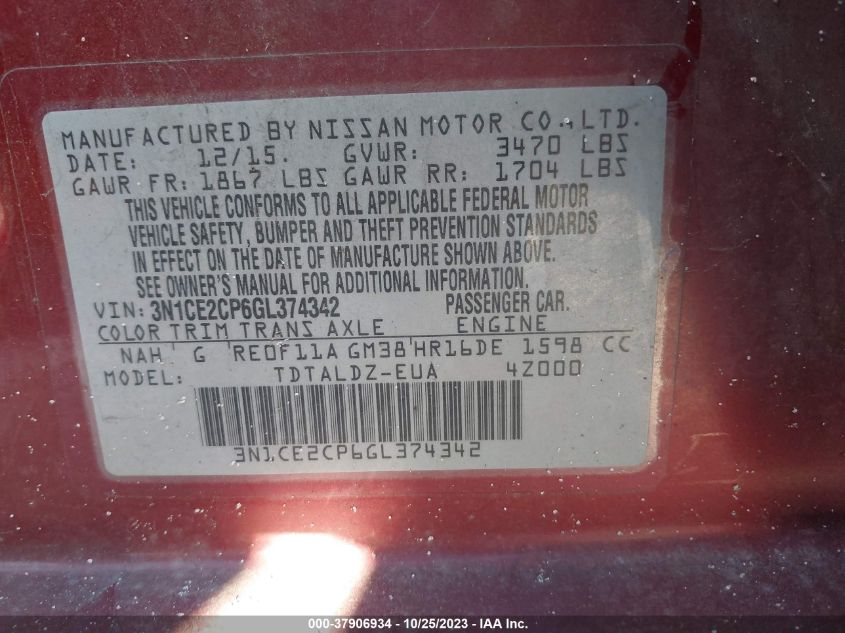 MANUFACTURED BY NISSAN MOTOR CO., LTD.
DATE: 12/15. GVWR: 3470 LBS
GAWR FR: 1867 LBS GAWR RR: 1704 LBS
THIS VEHICLE CONFORMS TO ALL APPLICABLE FEDERAL MOTOR
VEHICLE SAFETY, BUMPER AND THEFT PREVENTION STANDARDS
IN EFFECT ON THE DATE OF MANUFACTURE SHOWN ABOVE.
SEE OWNER'S MANUAL FOR ADDITIONAL INFORMATION.
VIN: 3N1CE2CP6GL374342 PASSENGER CAR.
COLOR TRIM TRANS AXLE ENGINE
NAH G RE0F11A GM38 HR16DE 1598 CC
MODEL: TDTALDZ-EUA 4Z000
3N1CE2CP6GL374342
000-37906934 - 10/25/2023 - IAA Inc.